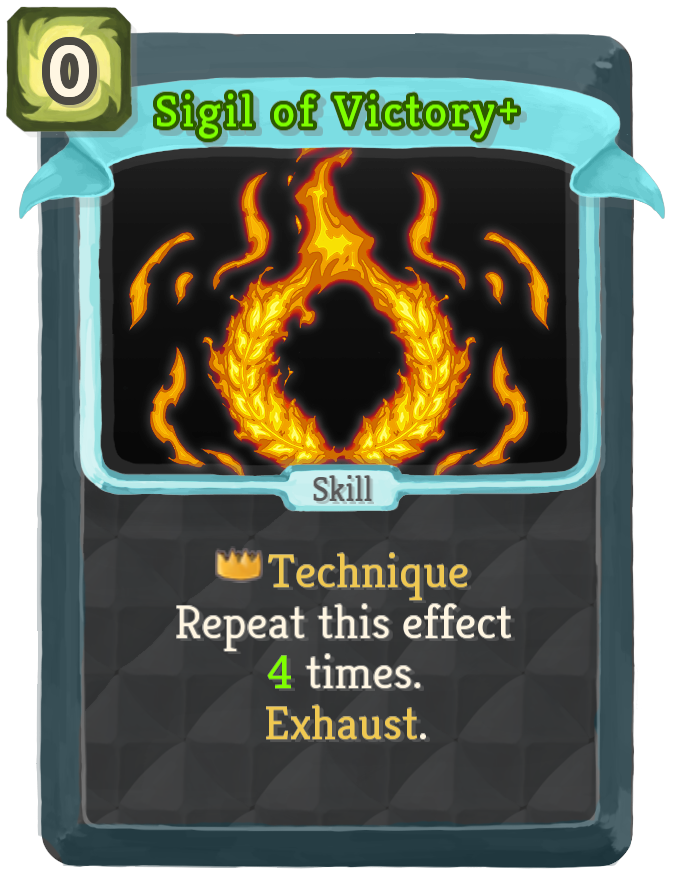 0
Sigil of Victory+
Skill
Technique
Repeat this effect
4 times.
Exhaust.